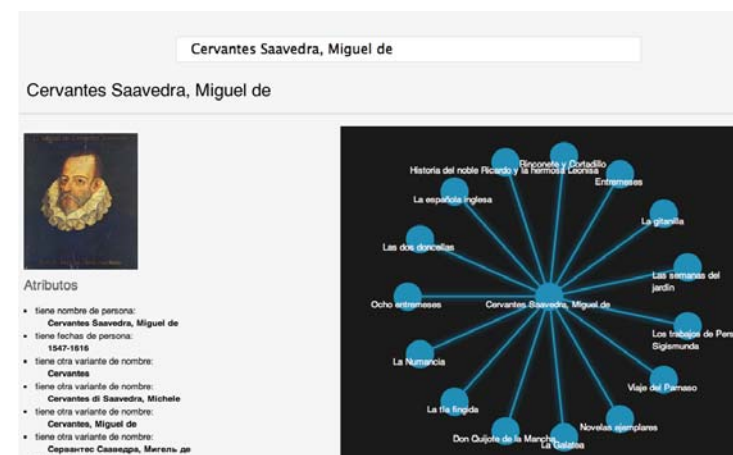 Cervantes Saavedra, Miguel de
Cervantes Saavedra, Miguel de
Atributos
tiene nombre de persona:
Cervantes Saavedra, Miguel de
tiene fechas de persona:
1547-1616
tiene otra variante de nombre:
Cervantes
tiene otra variante de nombre:
Cervantes di Saavedra, Michele
tiene otra variante de nombre:
Cervantes, Miguel de
tiene otra variante de nombre:
Сервантес Сааведра, Мигель де
Rinconete y Cortadillo
Historia del noble Ricardo y la hermosa Leonisa
Entremeses
La española inglesa
La gitanilla
Las dos doncellas
Las semanas del
jardín
Ocho entremeses
Cervantes Saavedra, Miguel de
Los trabajos de Pers
Sigismunda
La Numancia
Viaje del Parnaso
La tía fingida
Novelas ejemplares
Don Quijote de la Mancha
La Galatea